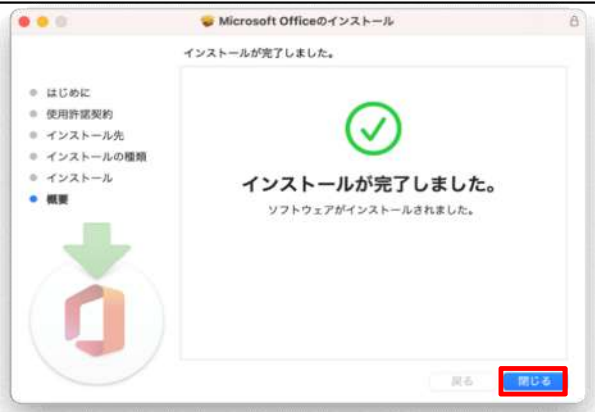 Microsoft Officeのインストール
インストールが完了しました。
はじめに
使用許諾契約
インストール先
インストールの種類
インストール
概要
インストールが完了しました。
ソフトウェアがインストールされました。
戻る
閉じる